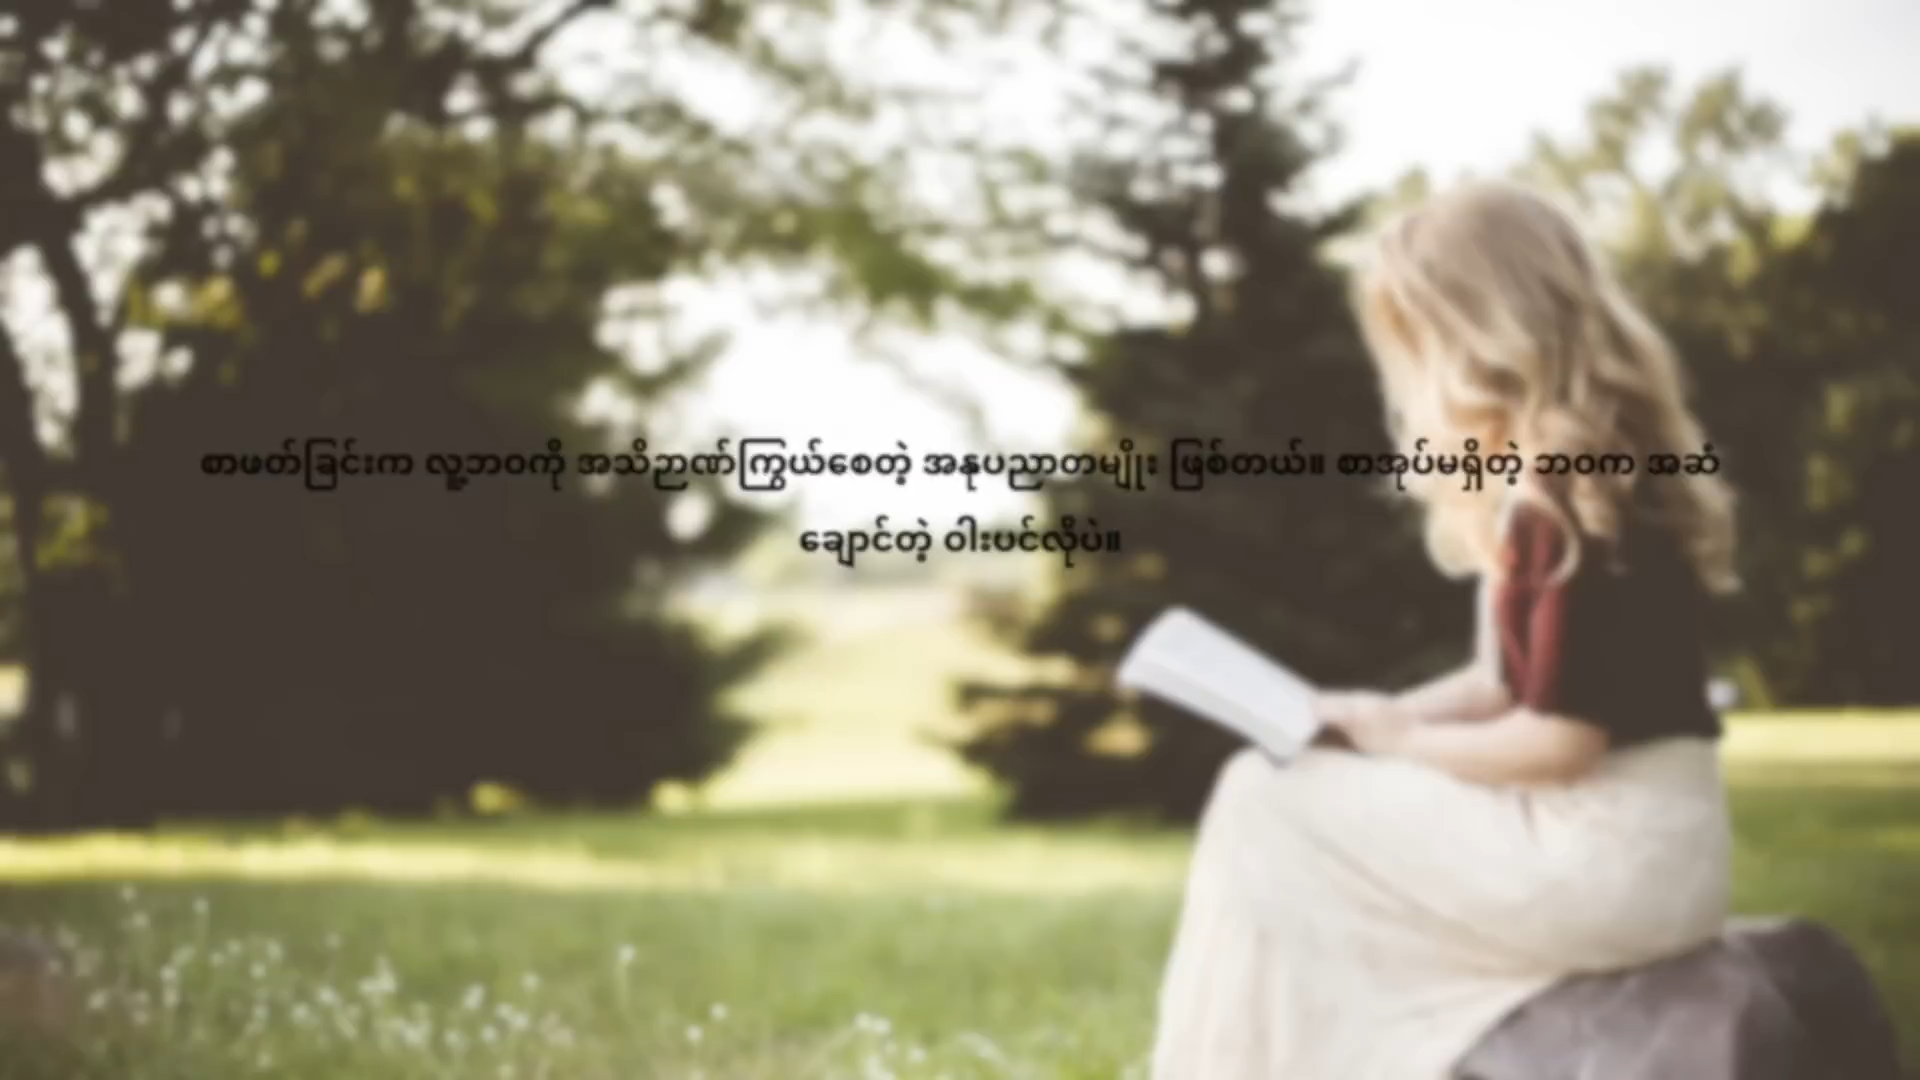 စာဖတ်ခြင်းက လူ့ဘဝကို အသိဉာဏ်ကြွယ်စေတဲ့ အနုပညာတမျိုး ဖြစ်တယ်။ စာအုပ်မရှိတဲ့ ဘဝက အဆံ
ချောင်တဲ့ ဝါးပင်လိုပဲ။